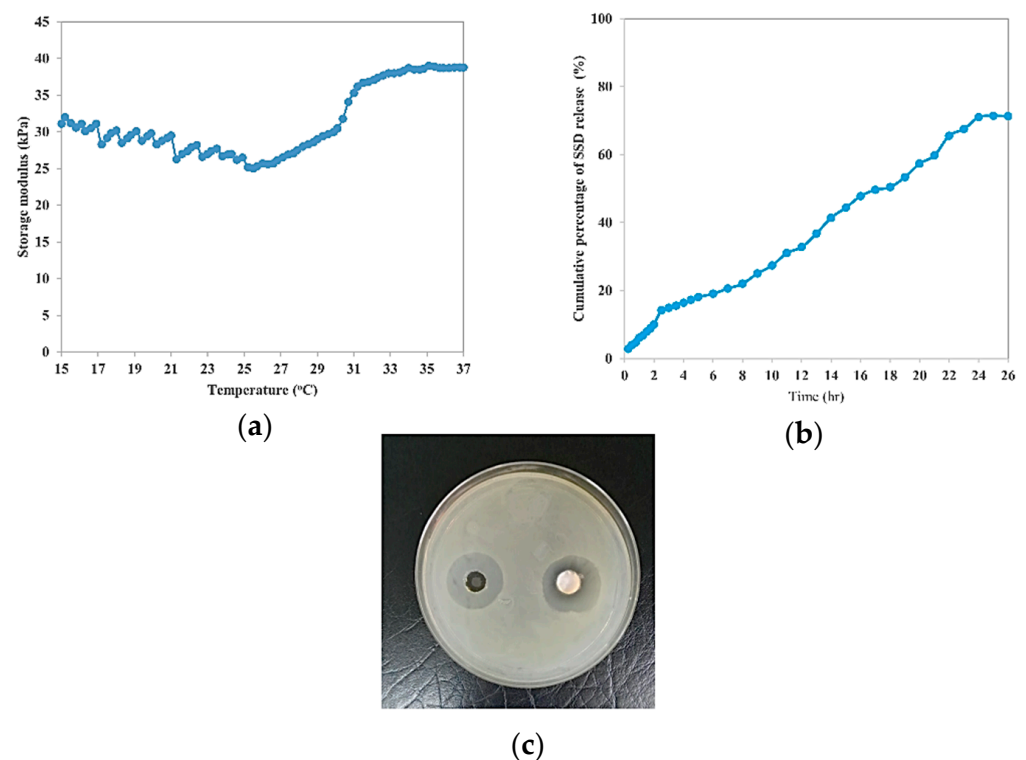 45
40
35
30
25
20
15
10
5
0
Storage modulus (kPa)
15 17 19 21 23 25 27 29 31 33 35 37
Temperature (°C)
(a)
100
80
60
40
20
0
Cumulative percentage of SSD release (%)
0 2 4 6 8 10 12 14 16 18 20 22 24 26
Time (hr)
(b)
(c)